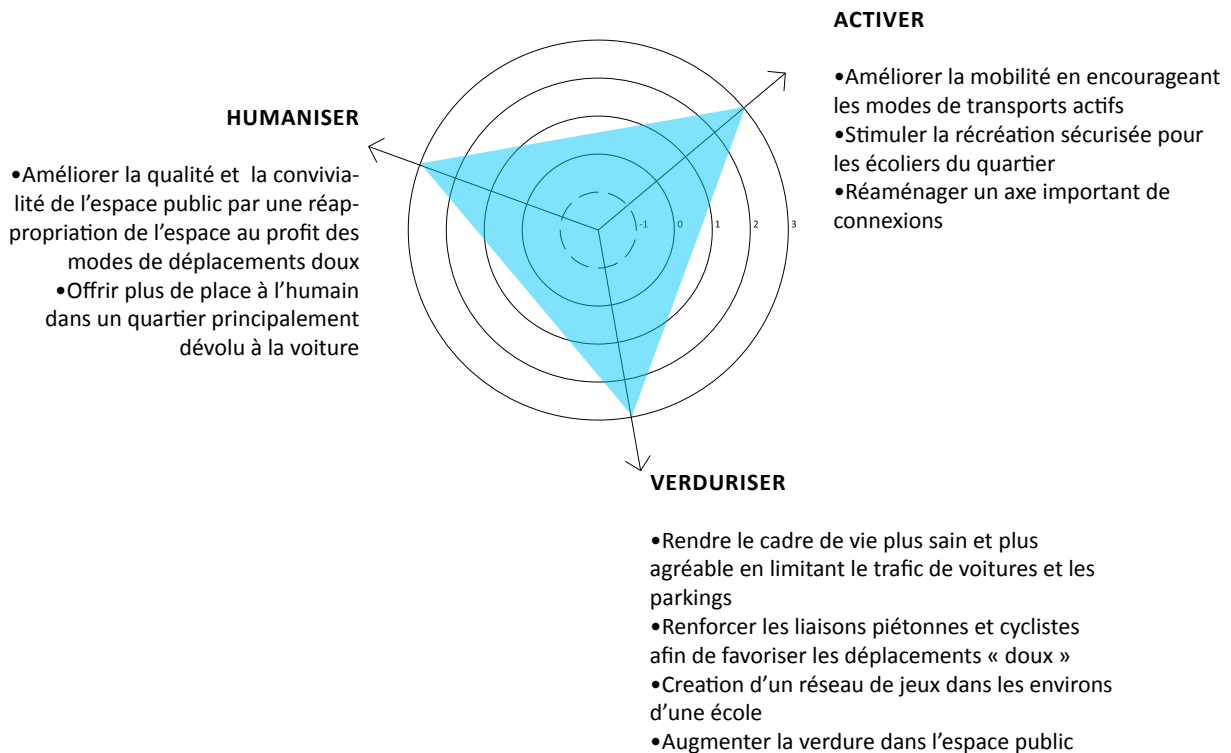 ACTIVER
•Améliorer la mobilité en encourageant
les modes de transports actifs
•Stimuler la récréation sécurisée pour
les écoliers du quartier
•Réaménager un axe important de
connexions
HUMANISER
•Améliorer la qualité et  la convivia-
lité de l’espace public par une réap-
propriation de l’espace au profit des
modes de déplacements doux
•Offrir plus de place à l’humain
dans un quartier principalement
dévolu à la voiture
-1 0 1 2 3
VERDURISER
•Rendre le cadre de vie plus sain et plus
agréable en limitant le trafic de voitures et les
parkings
•Renforcer les liaisons piétonnes et cyclistes
afin de favoriser les déplacements « doux »
•Creation d’un réseau de jeux dans les environs
d’une école
•Augmenter la verdure dans l’espace public